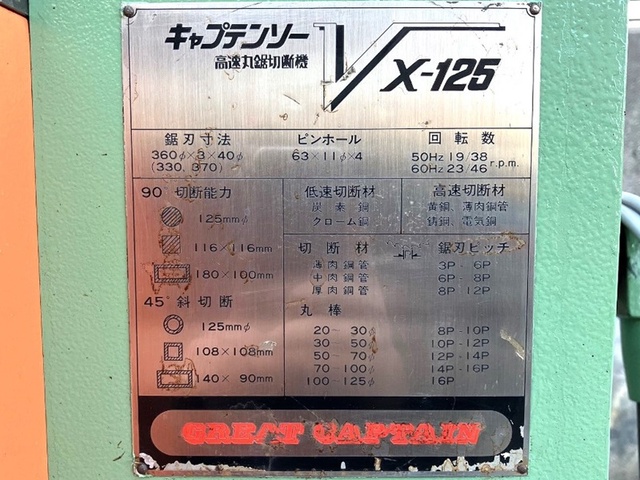 キャプテンソー
高速丸鋸切断機
VX-125
鋸刃寸法 ピンホール 回転数
360φ×3×40φ 63×11φ×4 50Hz 19/38
(330, 370) 60Hz 23/46 r.p.m.
90° 切断能力 低速切断材 高速切断材
炭素鋼 黄銅、薄肉鋼管
125mmφ クローム鋼 鋳銅、電気銅
116×116mm 切断材 鋸刃ピッチ
180×100mm 薄肉鋼管 3P - 6P
中肉鋼管 6P - 8P
45°斜切断 厚肉鋼管 8P - 12P
丸棒
125mmφ 20 ~ 30φ 8P - 10P
30 ~ 50φ 10P - 12P
108×108mm 50 ~ 70φ 12P - 14P
70 ~ 100φ 14P - 16P
140× 90mm 100 ~ 125φ 16P
GREAT CAPTAIN